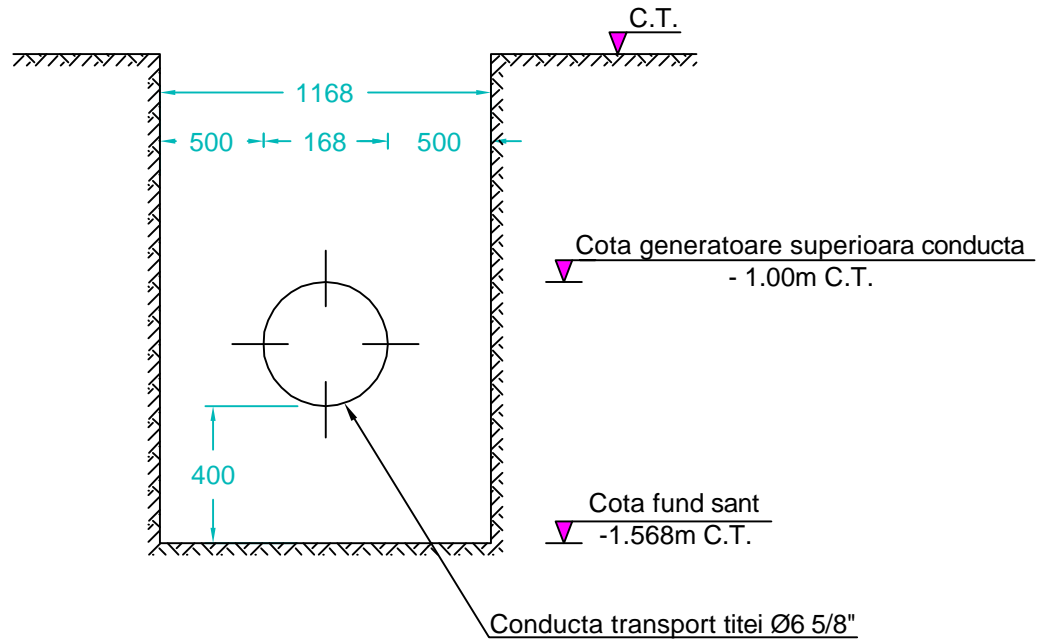 C.T.
1168
500
168
500
Cota generatoare superioara conducta
- 1.00m C.T.
400
Cota fund sant
-1.568m C.T.
Conducta transport titei Ø6 5/8"